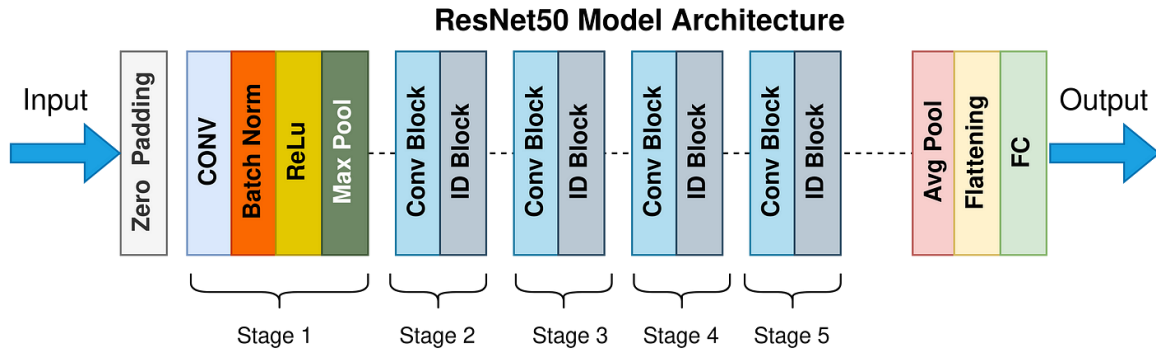 ResNet50 Model Architecture
Input
Zero Padding
CONV
Batch Norm
ReLu
Max Pool
Conv Block
ID Block
Conv Block
ID Block
Conv Block
ID Block
Conv Block
ID Block
Avg Pool
Flattening
FC
Output
Stage 1
Stage 2
Stage 3
Stage 4
Stage 5